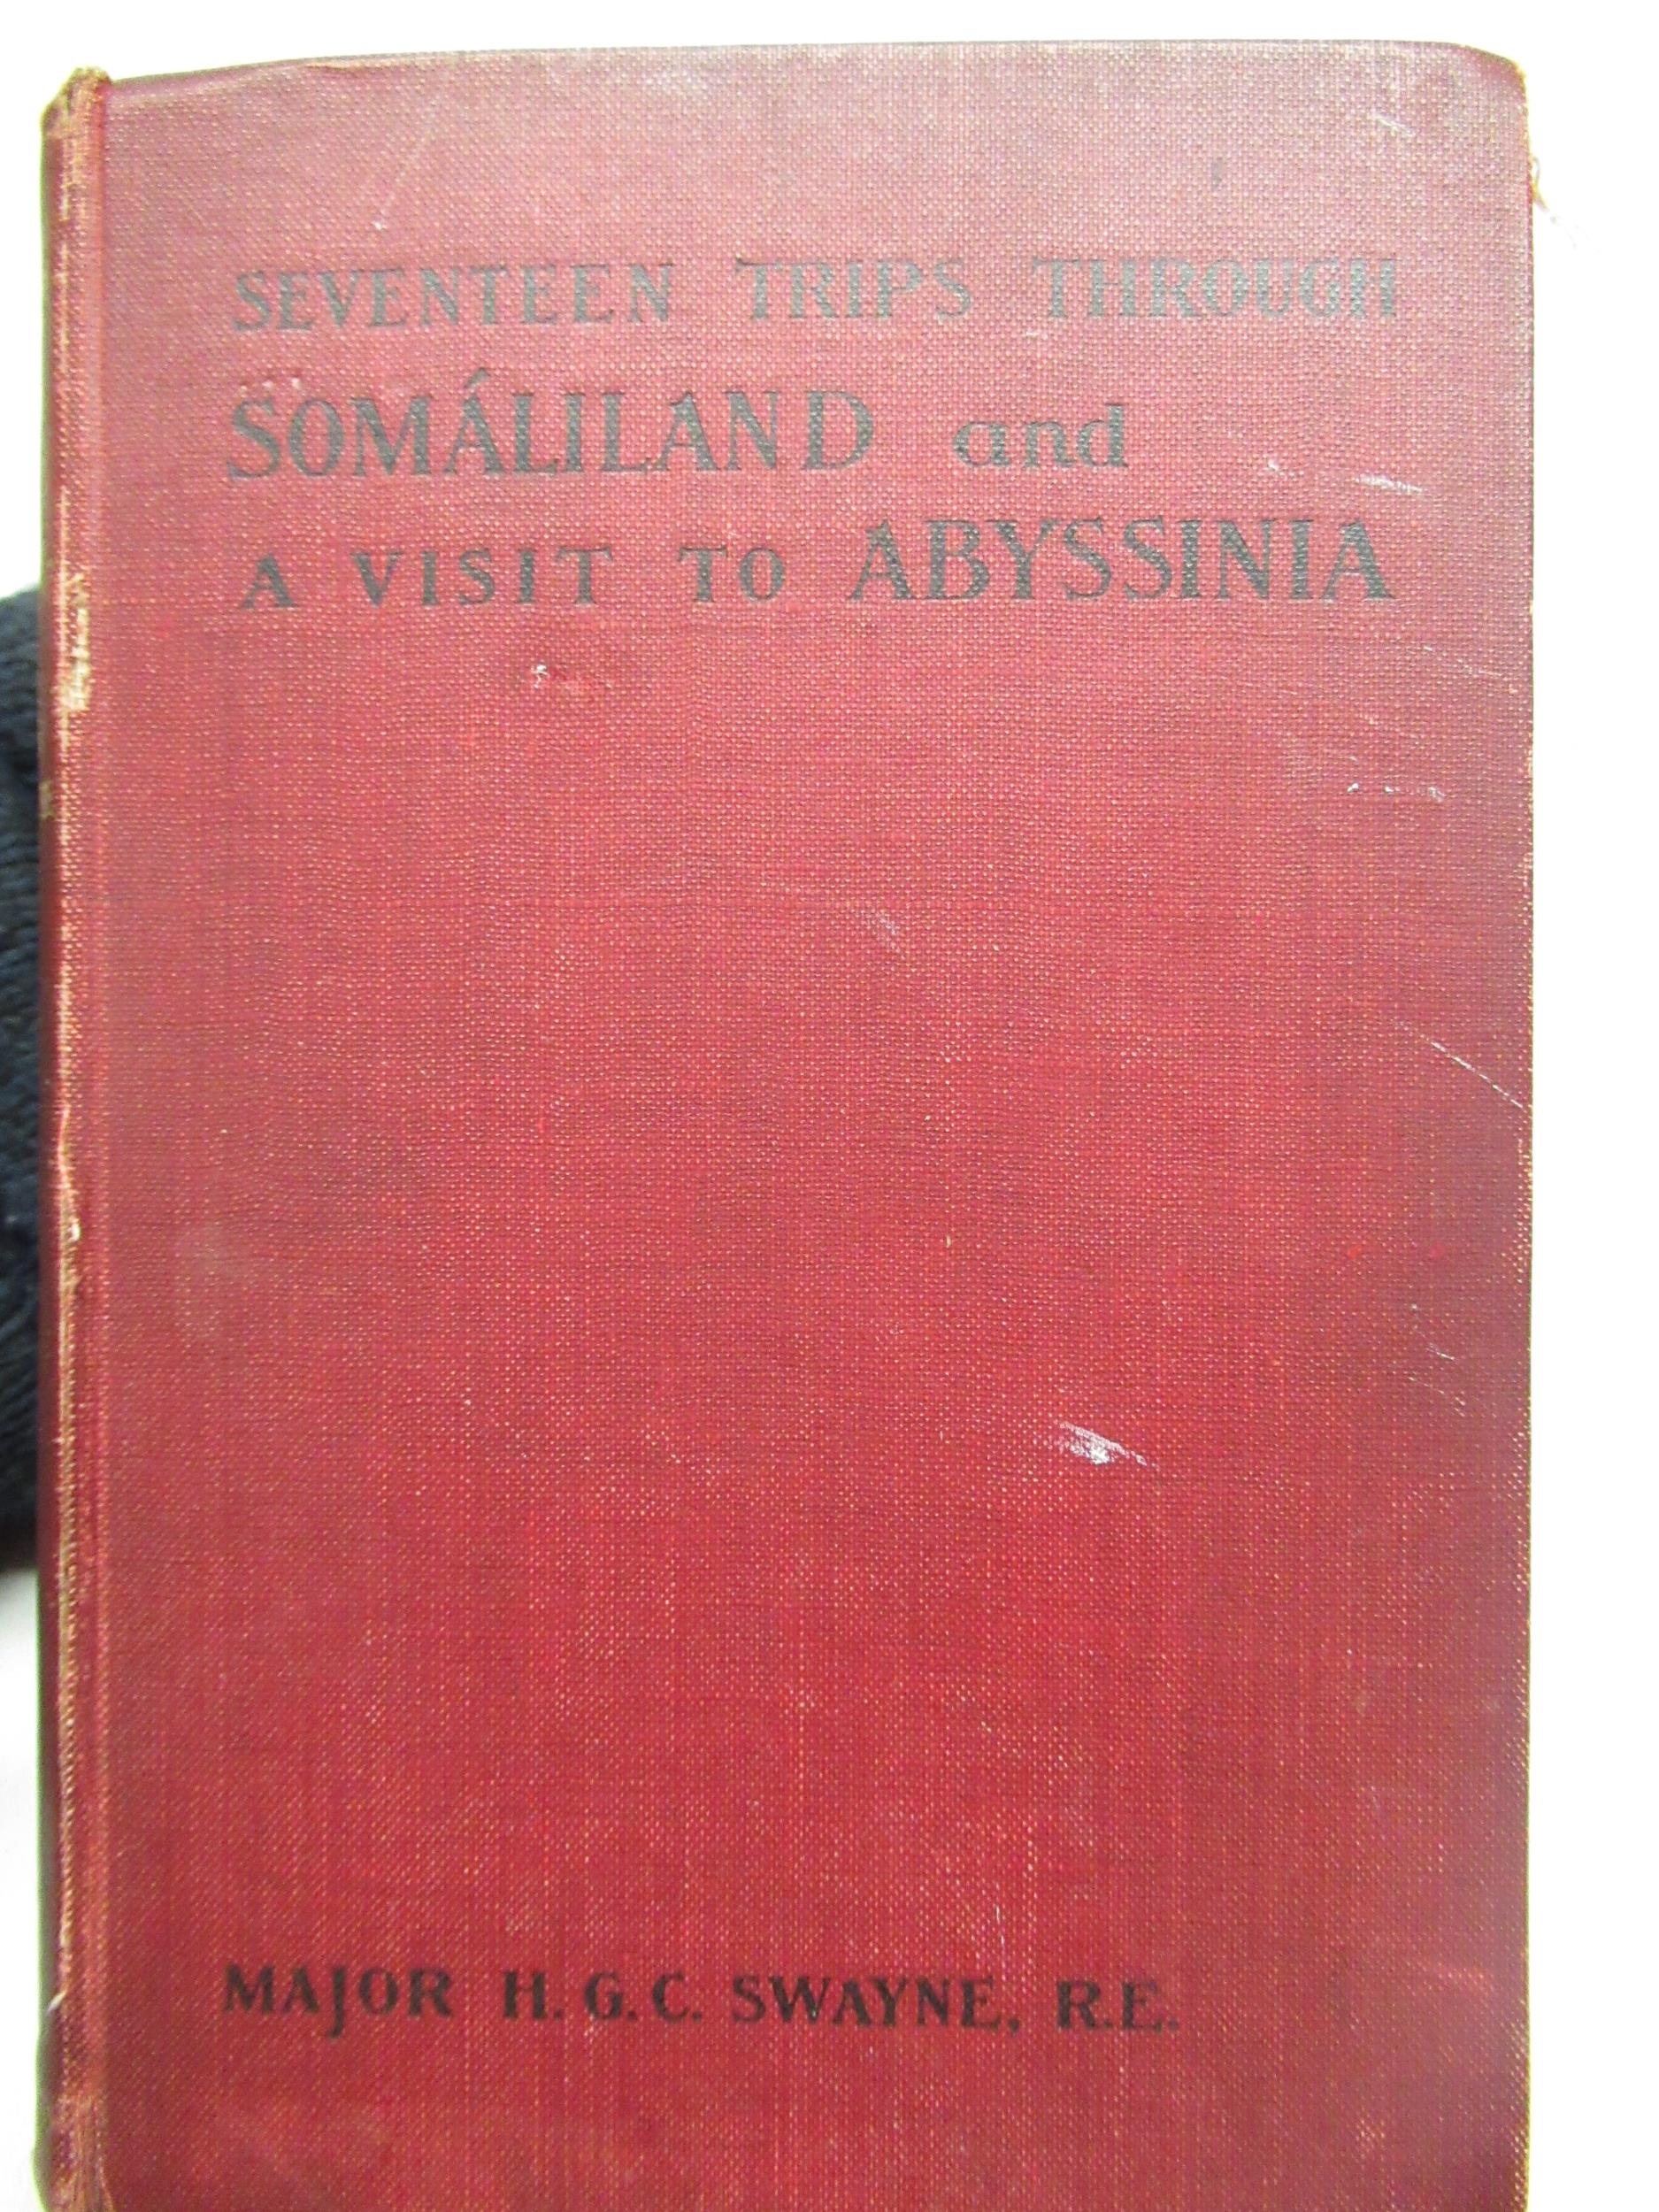 SEVENTEEN TRIPS THROUGH
SOMÁLILAND and
A VISIT TO ABYSSINIA
MAJOR H. G. C. SWAYNE, R.E.